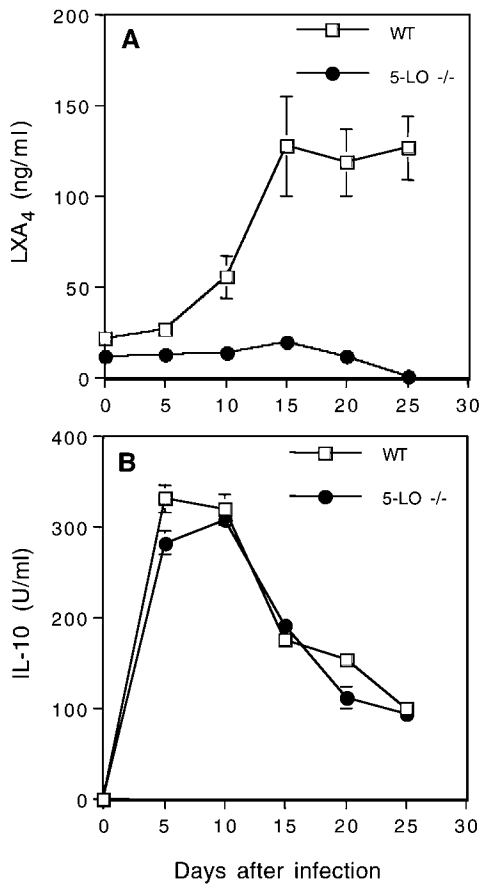 A
WT
5-LO -/-
LXA4 (ng/ml)
200
150
100
50
0
0 5 10 15 20 25 30
B
WT
5-LO -/-
IL-10 (U/ml)
400
300
200
100
0
0 5 10 15 20 25 30
Days after infection